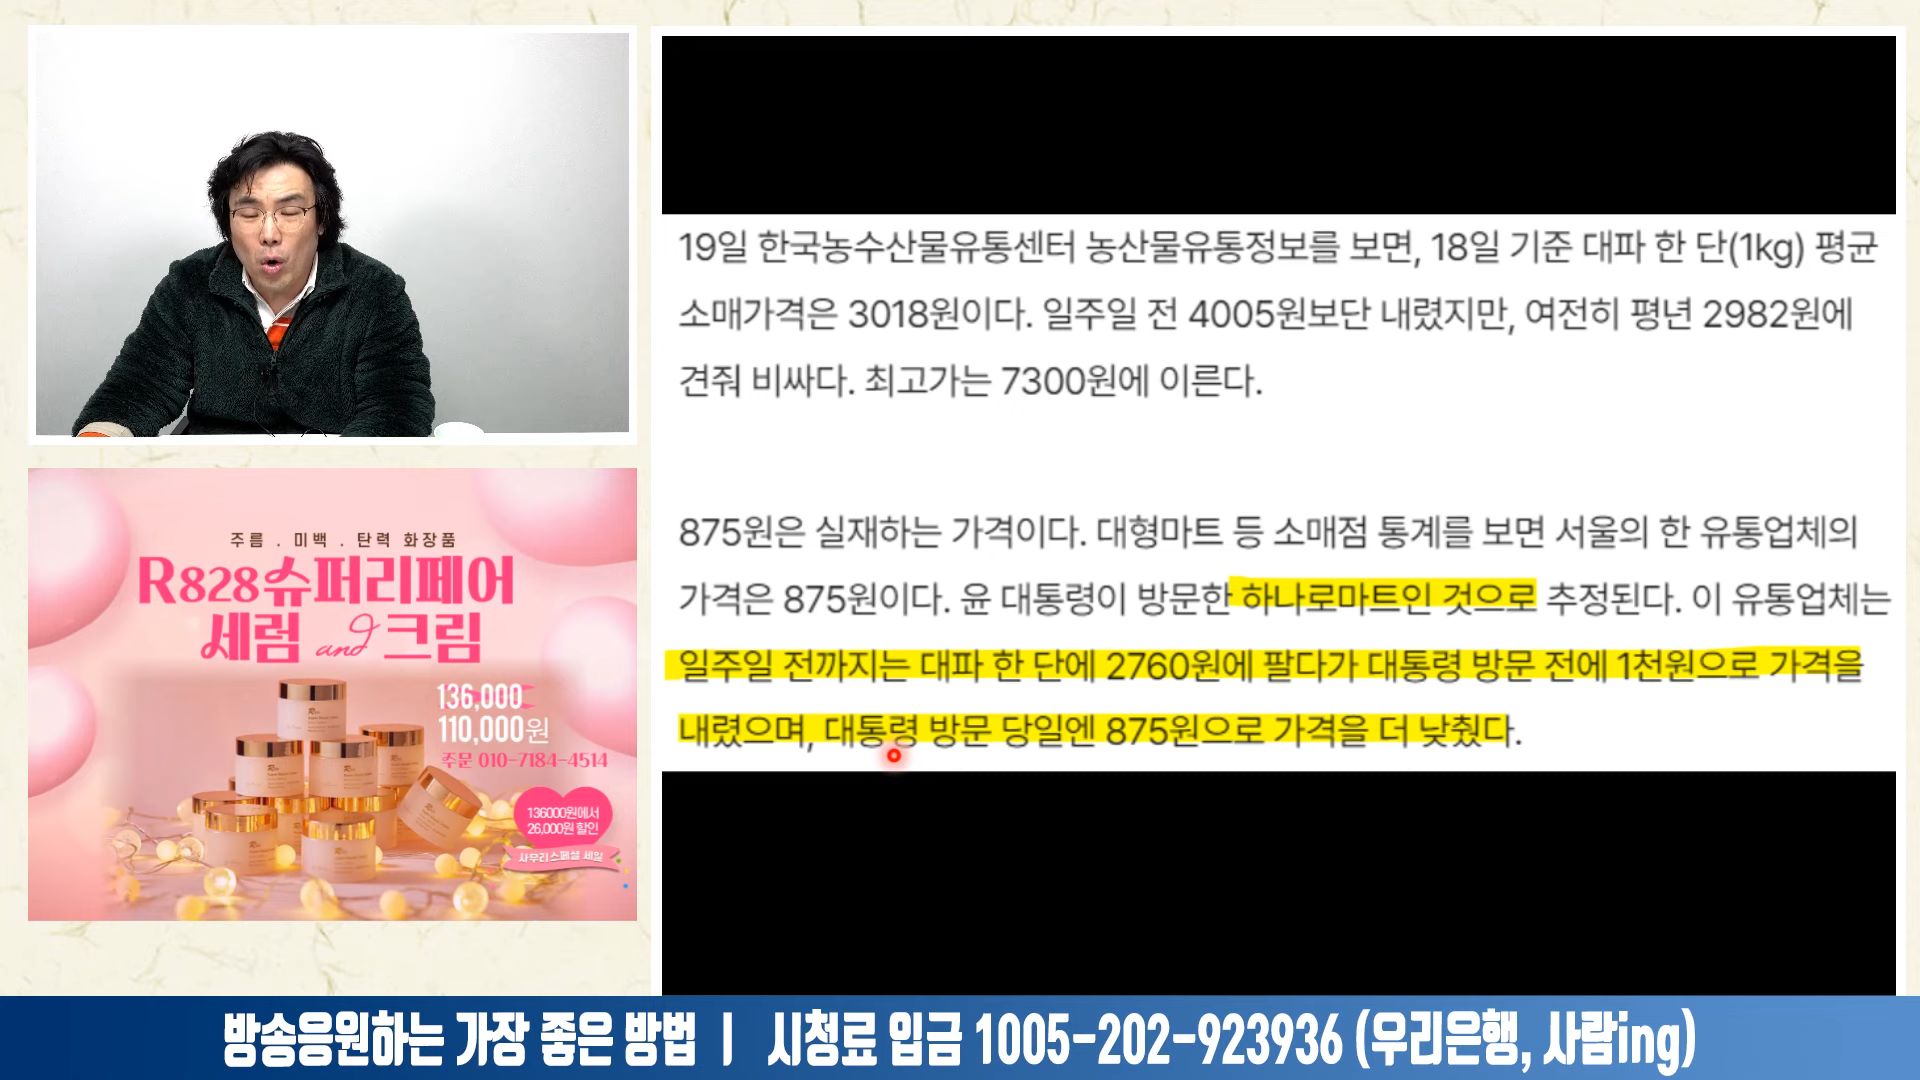 19일 한국농수산물유통센터 농산물유통정보를 보면, 18일 기준 대파 한 단(1kg) 평균
소매가격은 3018원이다. 일주일 전 4005원보단 내렸지만, 여전히 평년 2982원에
견줘 비싸다. 최고가는 7300원에 이른다.
875원은 실재하는 가격이다. 대형마트 등 소매점 통계를 보면 서울의 한 유통업체의
가격은 875원이다. 윤 대통령이 방문한 하나로마트인 것으로 추정된다. 이 유통업체는
일주일 전까지는 대파 한 단에 2760원에 팔다가 대통령 방문 전에 1천원으로 가격을
내렸으며, 대통령 방문 당일엔 875원으로 가격을 더 낮췄다.
주름 . 미백 . 탄력 화장품
R828슈퍼리페어
세럼 and 크림
136,000
110,000원
주문 010-7184-4514
136000원에서
26,000원 할인
사무리스페셜 세일
방송응원하는 가장 좋은 방법 | 시청료 입금 1005-202-923936 (우리은행, 사람ing)